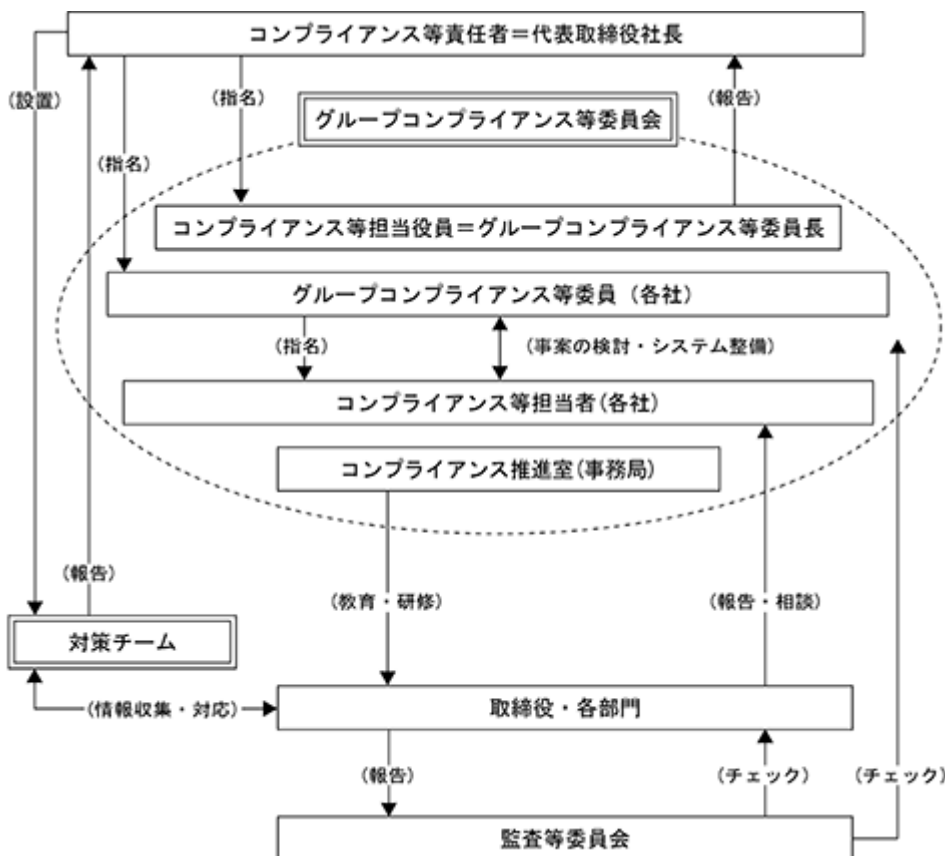 コンプライアンス等責任者＝代表取締役社長
(設置)
(指名)
(報告)
グループコンプライアンス等委員会
(指名)
コンプライアンス等担当役員＝グループコンプライアンス等委員長
グループコンプライアンス等委員（各社）
(指名)
(事案の検討・システム整備)
コンプライアンス等担当者(各社)
コンプライアンス推進室(事務局)
(報告)
(教育・研修)
(報告・相談)
対策チーム
(情報収集・対応)
取締役・各部門
(報告)
(チェック)
(チェック)
監査等委員会